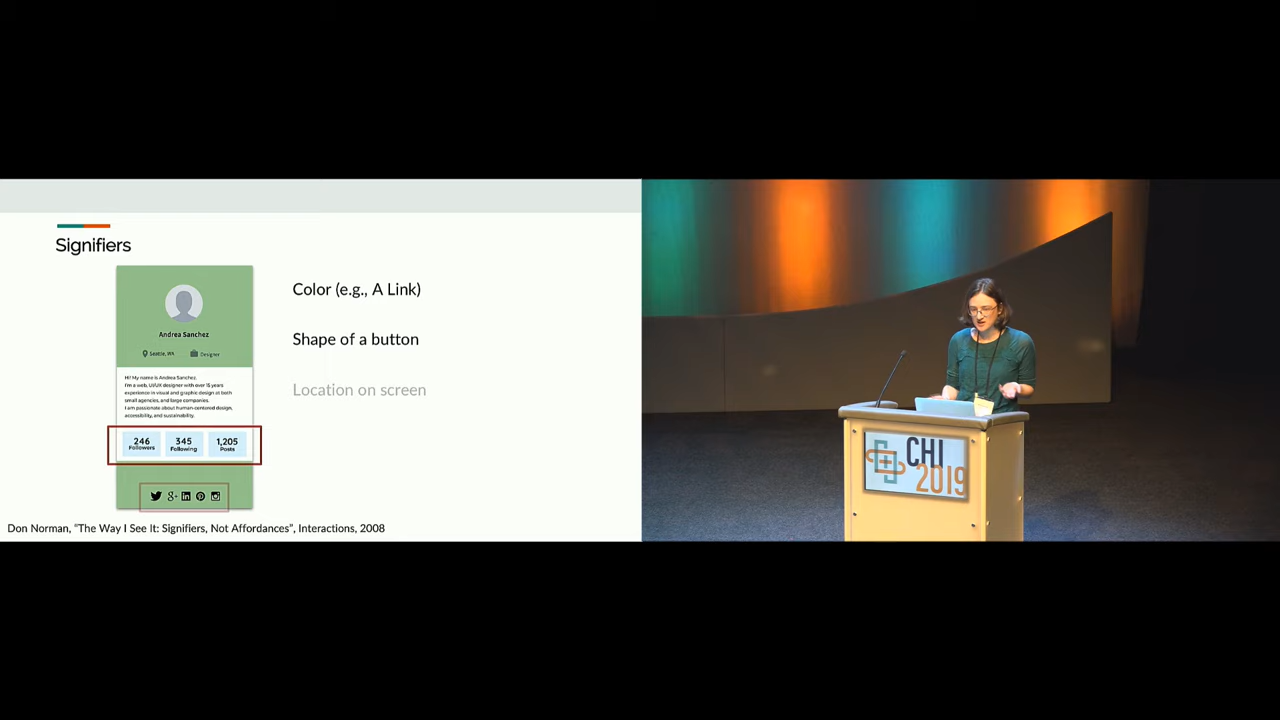 Signifiers
Andrea Sanchez
Seattle, WA Designer
Hi! My name is Andrea Sanchez.
I'm a web, UI/UX designer with over 15 years
experience in visual and graphic design at both
small agencies, and large companies.
I am passionate about human-centered design,
accessibility, and sustainability.
246 345 1,205
Followers Following Posts
Color (e.g., A Link)
Shape of a button
Location on screen
Don Norman, "The Way I See It: Signifiers, Not Affordances", Interactions, 2008
CHI
2019